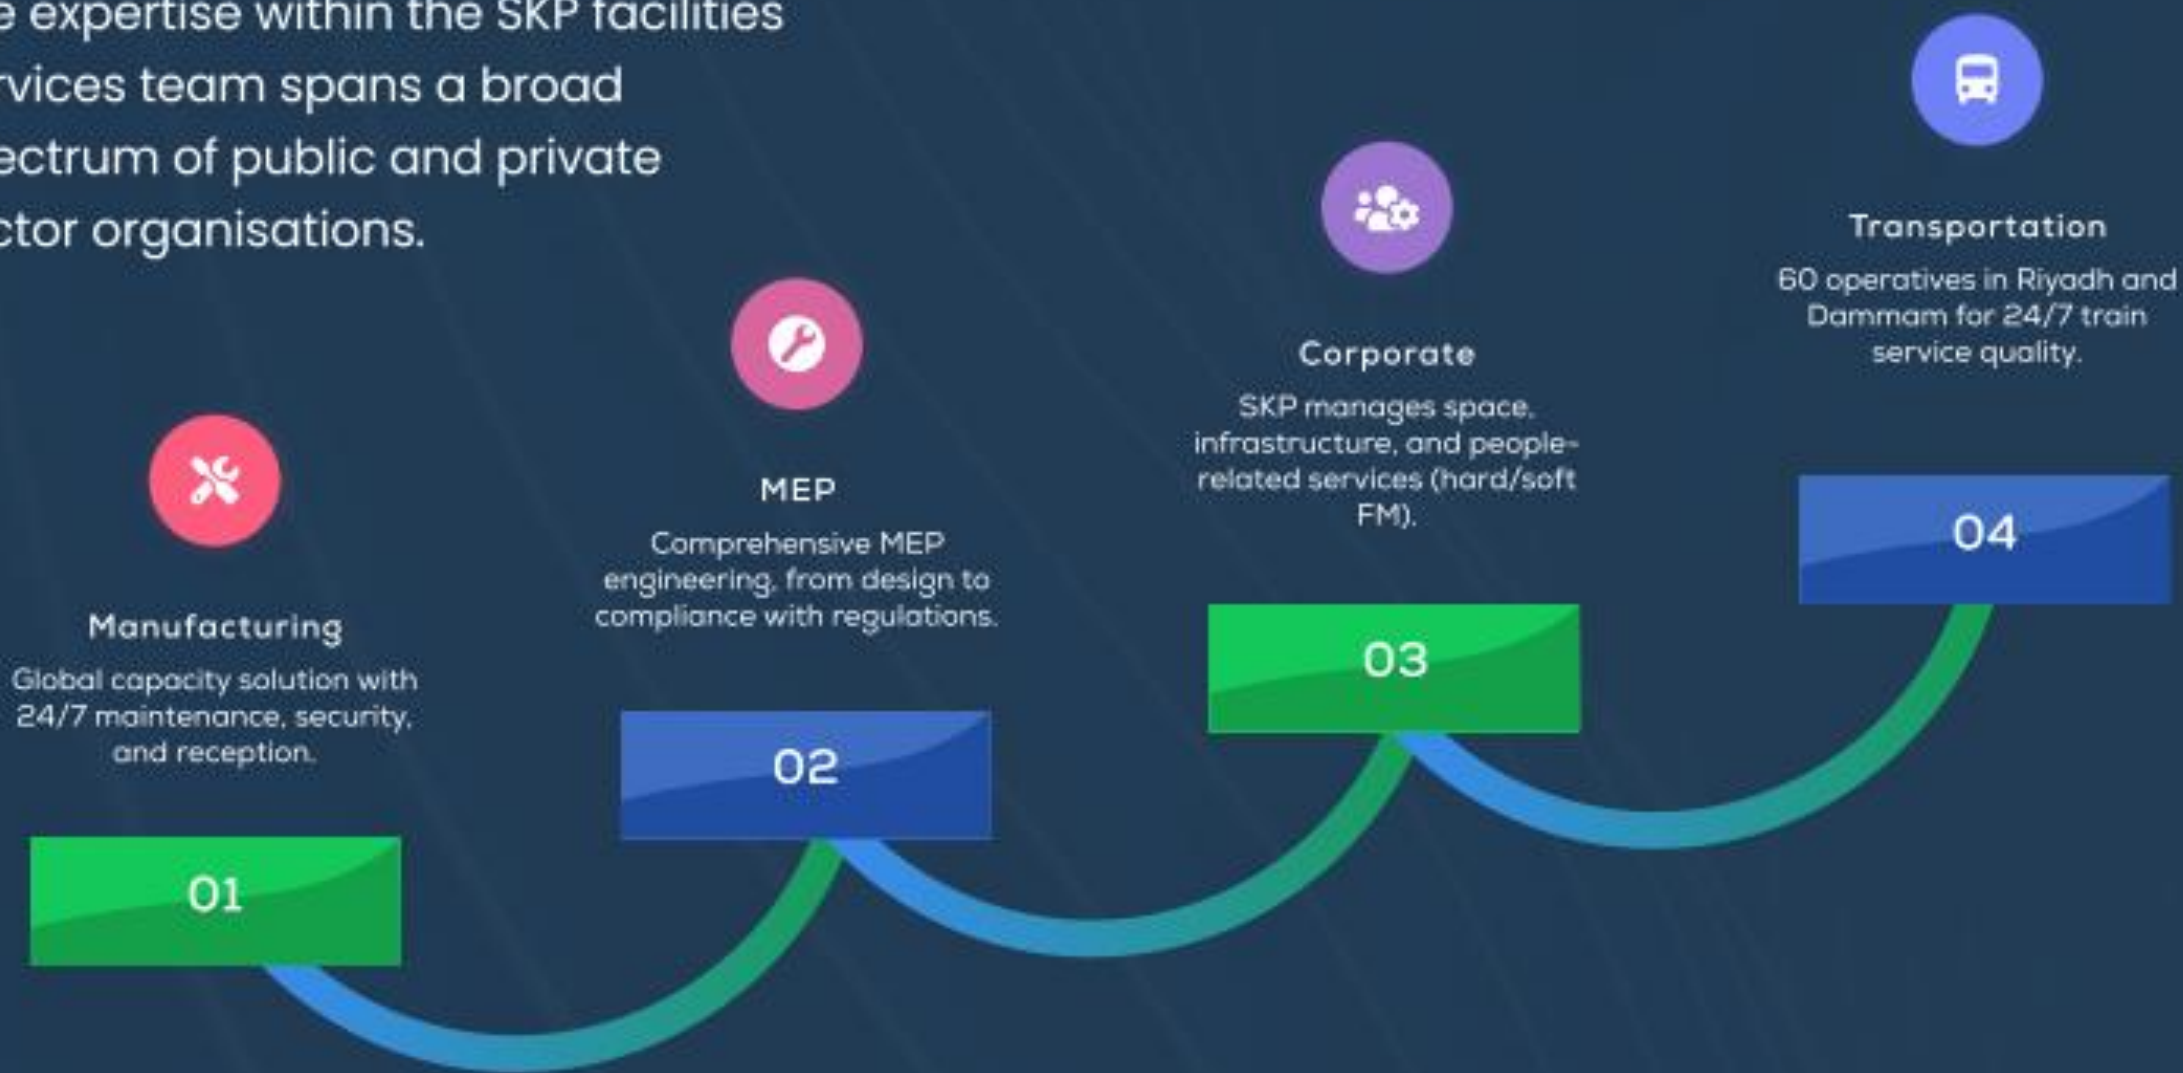 e expertise within the SKP facilities
rvices team spans a broad
ectrum of public and private
ctor organisations.
Manufacturing
Global capacity solution with
24/7 maintenance, security,
and reception.
01
MEP
Comprehensive MEP
engineering, from design to
compliance with regulations.
02
Corporate
SKP manages space,
infrastructure, and people-
related services (hard/soft
FM).
03
Transportation
60 operatives in Riyadh and
Dammam for 24/7 train
service quality.
04